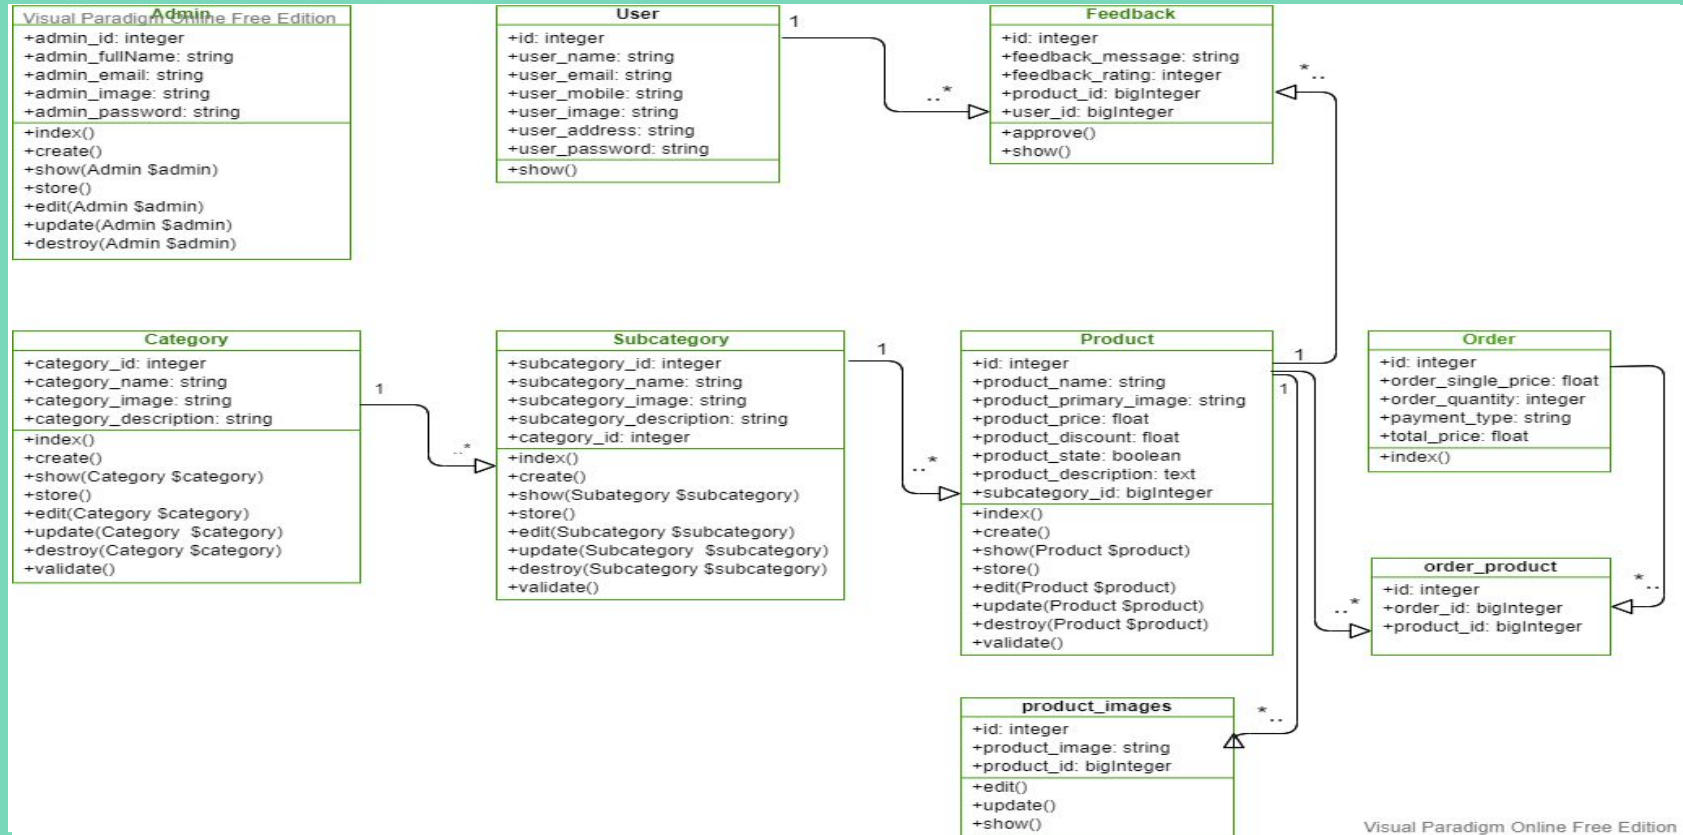 Visual Paradigm Online Free Edition
Admin
+admin_id: integer
+admin_fullName: string
+admin_email: string
+admin_image: string
+admin_password: string
+index()
+create()
+show(Admin $admin)
+store()
+edit(Admin $admin)
+update(Admin $admin)
+destroy(Admin $admin)
User
+id: integer
+user_name: string
+user_email: string
+user_mobile: string
+user_image: string
+user_address: string
+user_password: string
+show()
1
..*
Feedback
+id: integer
+feedback_message: string
+feedback_rating: integer
+product_id: bigInteger
+user_id: bigInteger
+approve()
+show()
*..
Category
+category_id: integer
+category_name: string
+category_image: string
+category_description: string
+index()
+create()
+show(Category $category)
+store()
+edit(Category $category)
+update(Category  $category)
+destroy(Category $category)
+validate()
1
..*
Subcategory
+subcategory_id: integer
+subcategory_name: string
+subcategory_image: string
+subcategory_description: string
+category_id: integer
+index()
+create()
+show(Subategory $subcategory)
+store()
+edit(Subcategory $subcategory)
+update(Subcategory  $subcategory)
+destroy(Subcategory $subcategory)
+validate()
1
..*
Product
+id: integer
+product_name: string
+product_primary_image: string
+product_price: float
+product_discount: float
+product_state: boolean
+product_description: text
+subcategory_id: bigInteger
+index()
+create()
+show(Product $product)
+store()
+edit(Product $product)
+update(Product $product)
+destroy(Product $product)
+validate()
1
1
Order
+id: integer
+order_single_price: float
+order_quantity: integer
+payment_type: string
+total_price: float
+index()
order_product
+id: integer
+order_id: bigInteger
+product_id: bigInteger
*..
..*
product_images
+id: integer
+product_image: string
+product_id: bigInteger
+edit()
+update()
+show()
*..
Visual Paradigm Online Free Edition